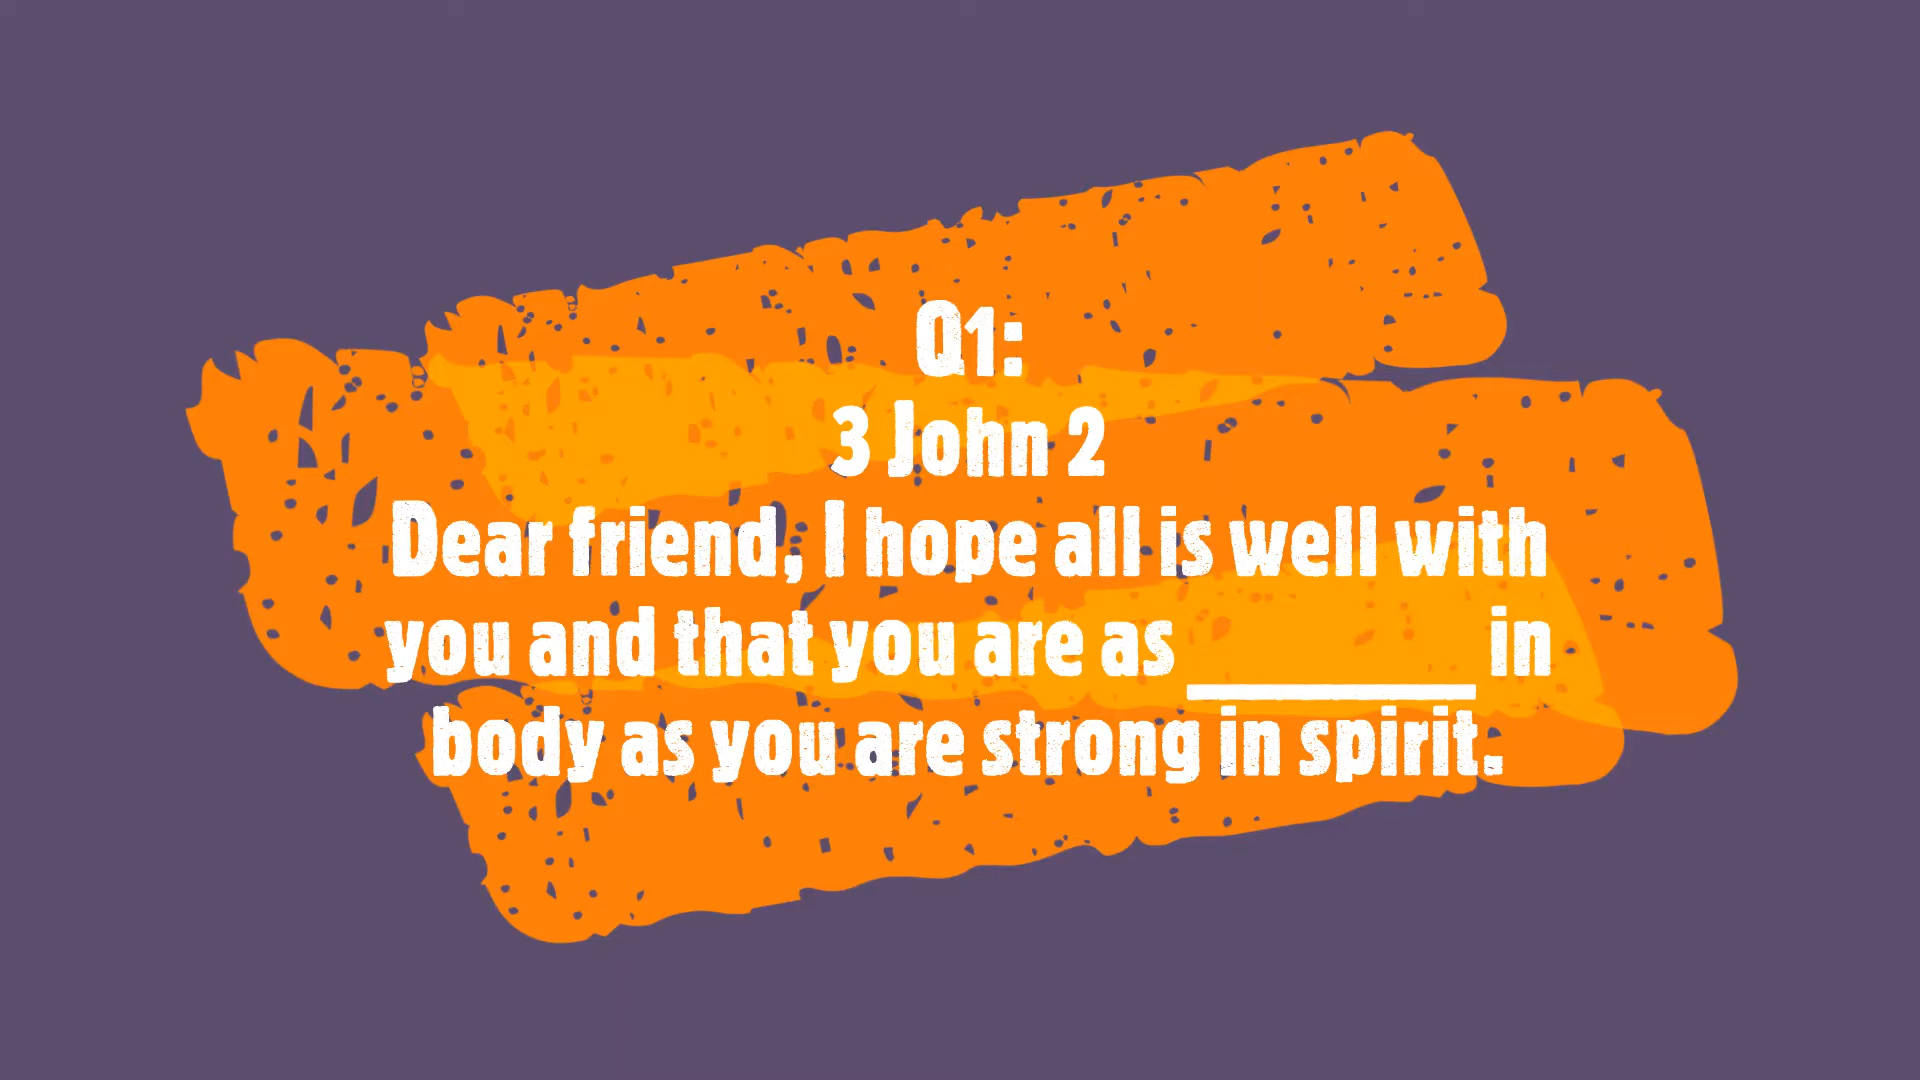 Q1:
3 John 2
Dear friend, I hope all is well with
you and that you are as ________ in
body as you are strong in spirit.